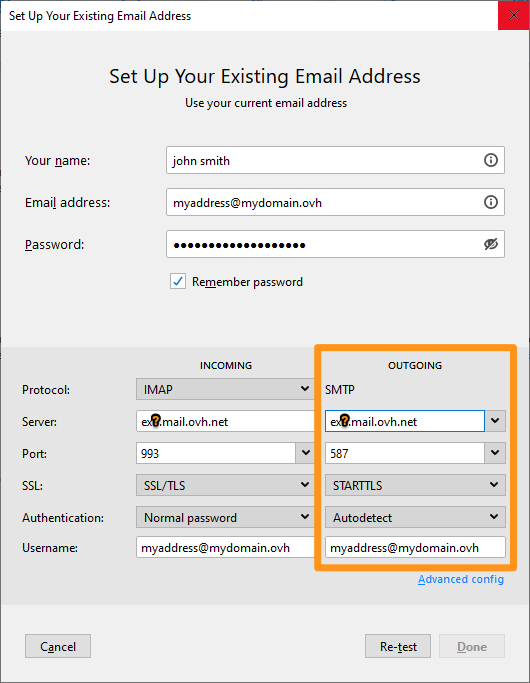 Set Up Your Existing Email Address
Set Up Your Existing Email Address
Use your current email address
Your name: john smith
Email address: myaddress@mydomain.ovh
Password: ●●●●●●●●●●●●●●●●●●●
Remember password
INCOMING OUTGOING
Protocol: IMAP SMTP
Server: ex?.mail.ovh.net ex?.mail.ovh.net
Port: 993 587
SSL: SSL/TLS STARTTLS
Authentication: Normal password Autodetect
Username: myaddress@mydomain.ovh myaddress@mydomain.ovh
Advanced config
Cancel Re-test Done